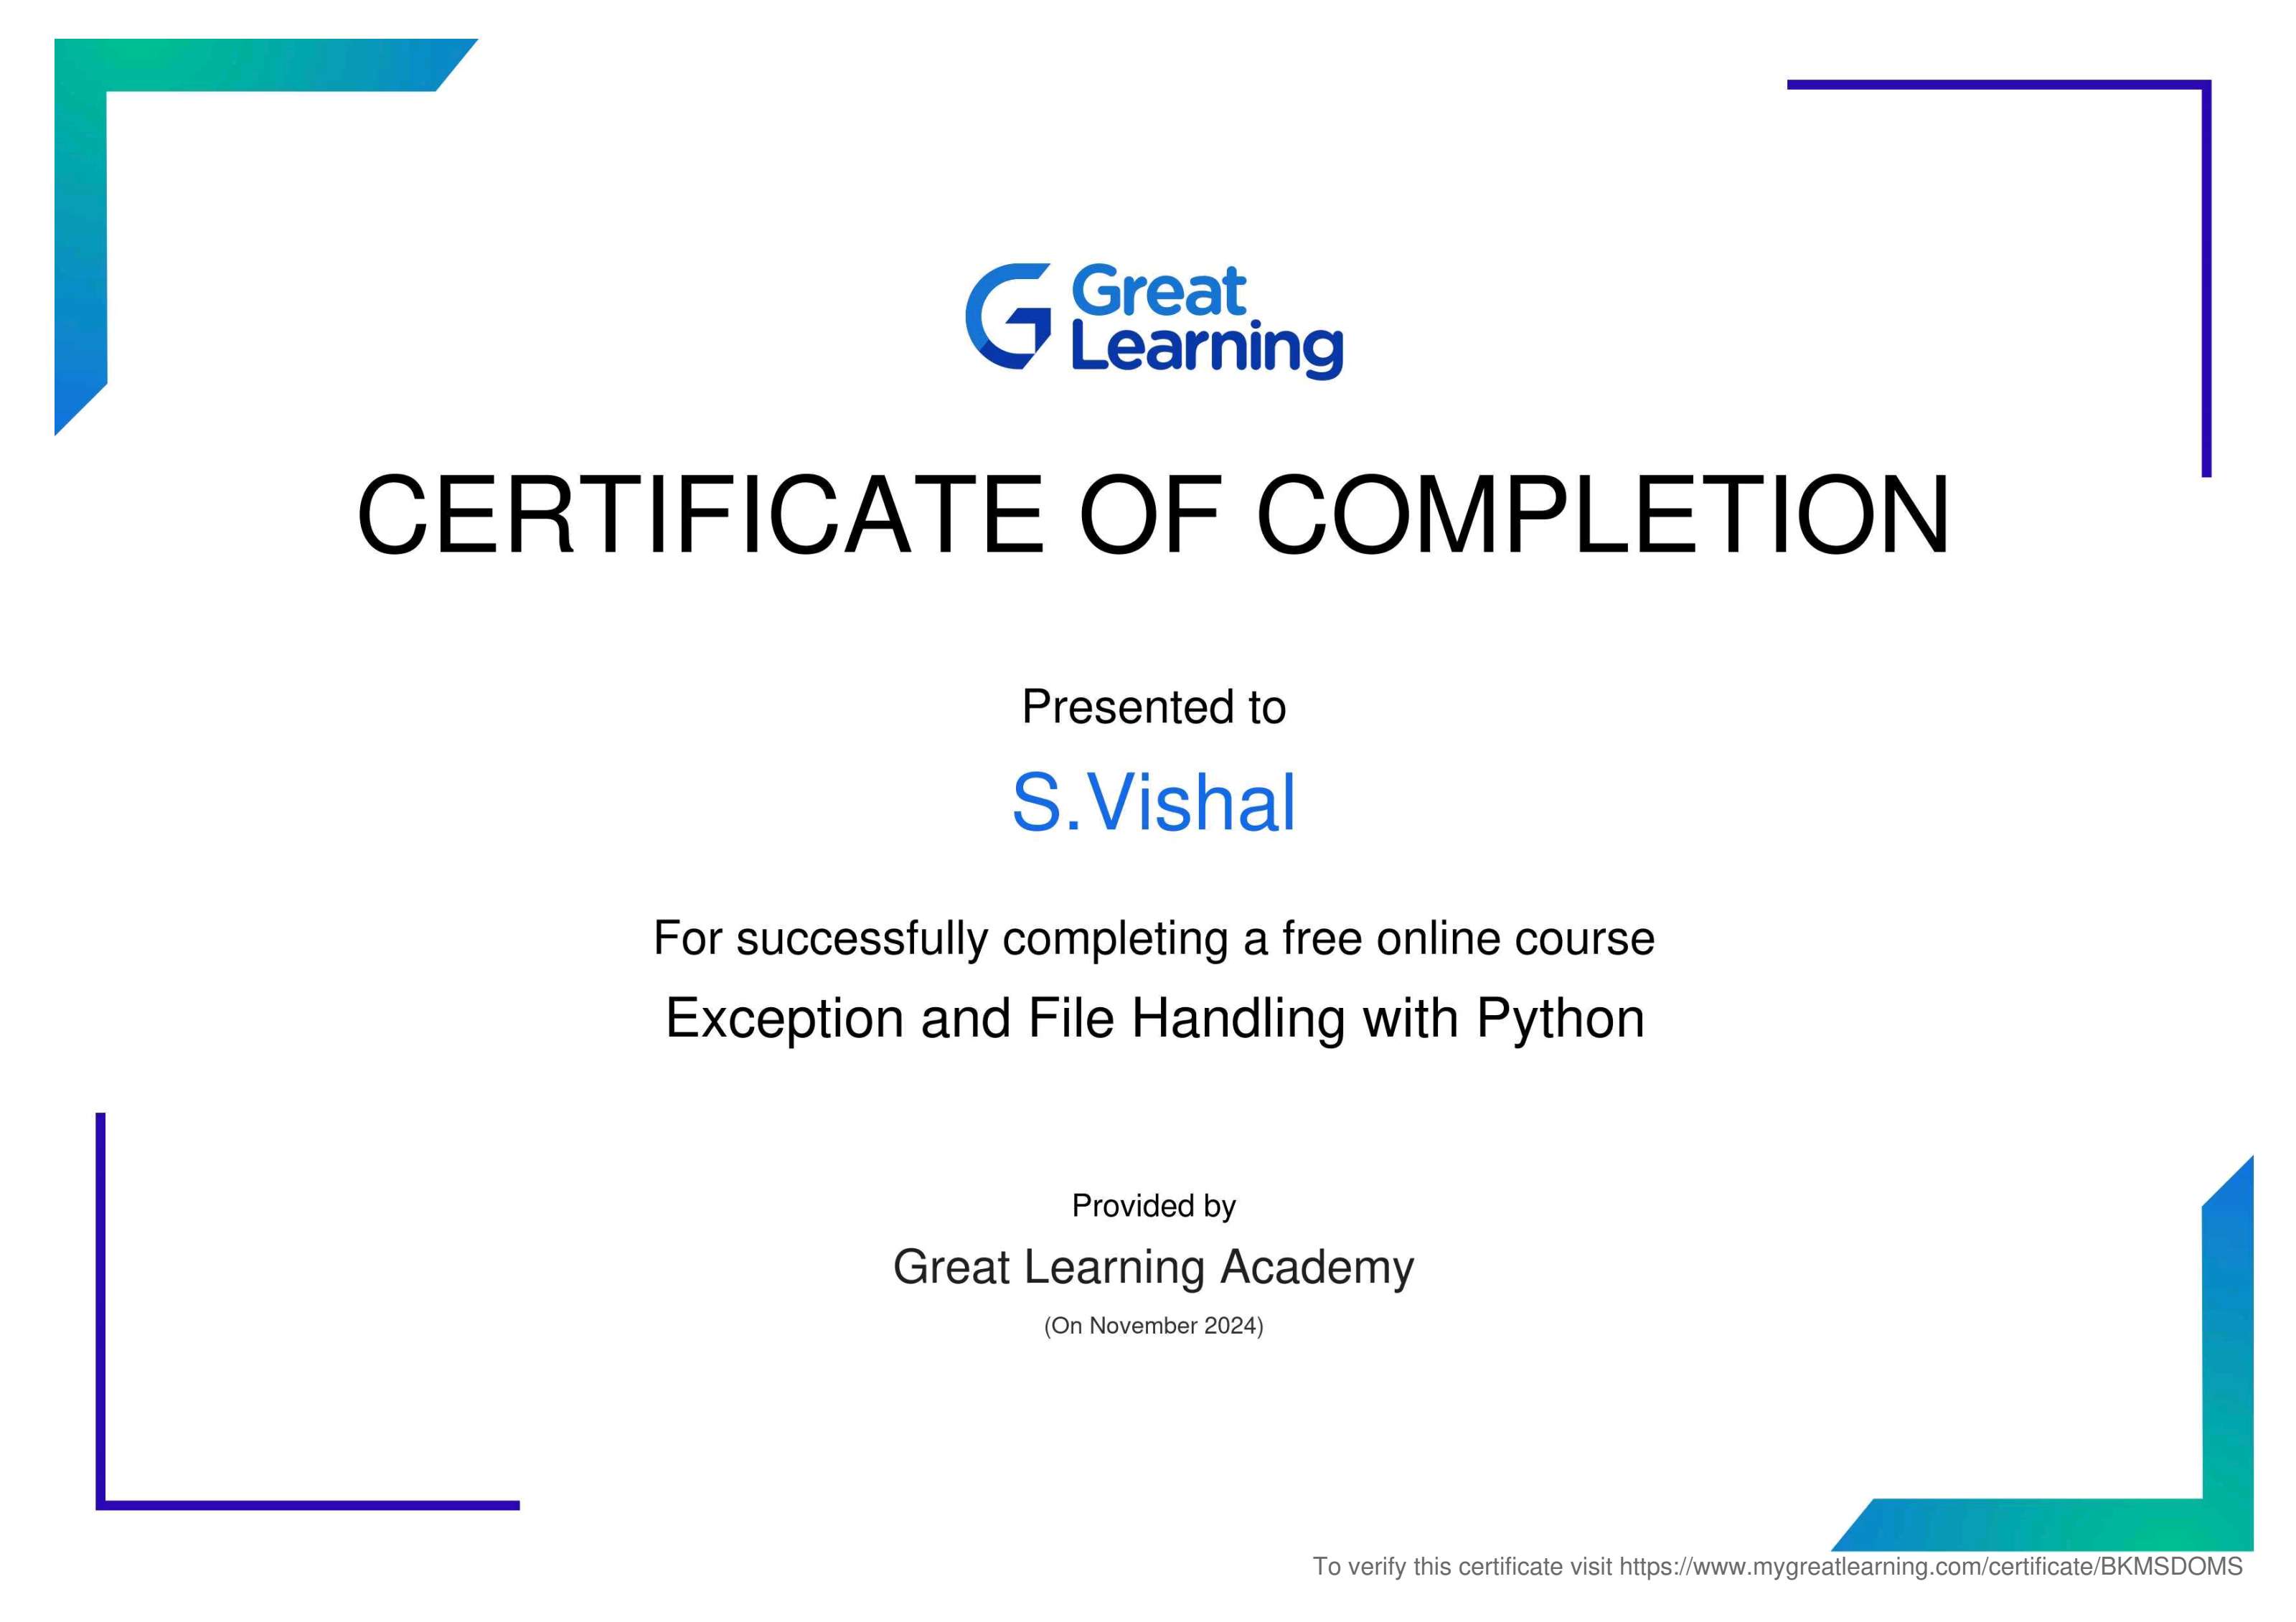 Great
Learning
CERTIFICATE OF COMPLETION
Presented to
S.Vishal
For successfully completing a free online course
Exception and File Handling with Python
Provided by
Great Learning Academy
(On November 2024)
To verify this certificate visit https://www.mygreatlearning.com/certificate/BKMSDOMS